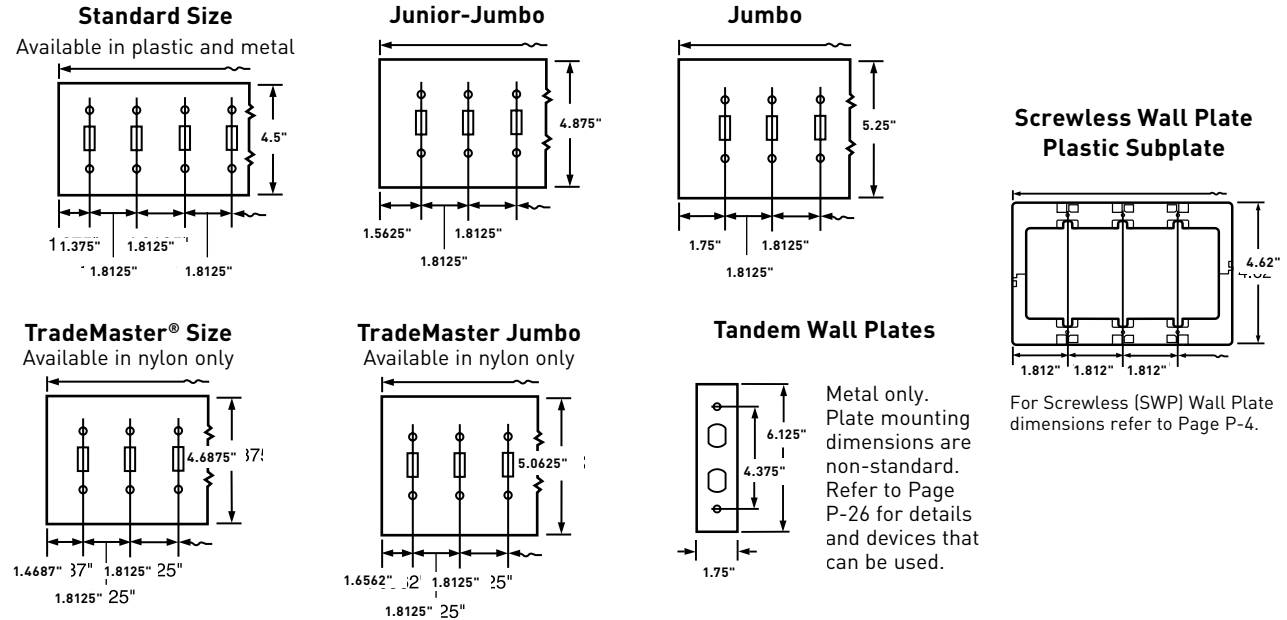 Standard Size
Available in plastic and metal
4.5"
1.375"
1.8125"
1.8125"
1.8125"
Junior-Jumbo
4.875"
1.5625"
1.8125"
1.8125"
Jumbo
5.25"
1.75"
1.8125"
1.8125"
Screwless Wall Plate
Plastic Subplate
4.62"
1.812"
1.812"
1.812"
For Screwless (SWP) Wall Plate
dimensions refer to Page P-4.
TradeMaster® Size
Available in nylon only
4.6875"
1.4687"
1.8125"
1.8125"
TradeMaster Jumbo
Available in nylon only
5.0625"
1.6562"
1.8125"
1.8125"
Tandem Wall Plates
6.125"
4.375"
1.75"
Metal only.
Plate mounting
dimensions are
non-standard.
Refer to Page
P-26 for details
and devices that
can be used.